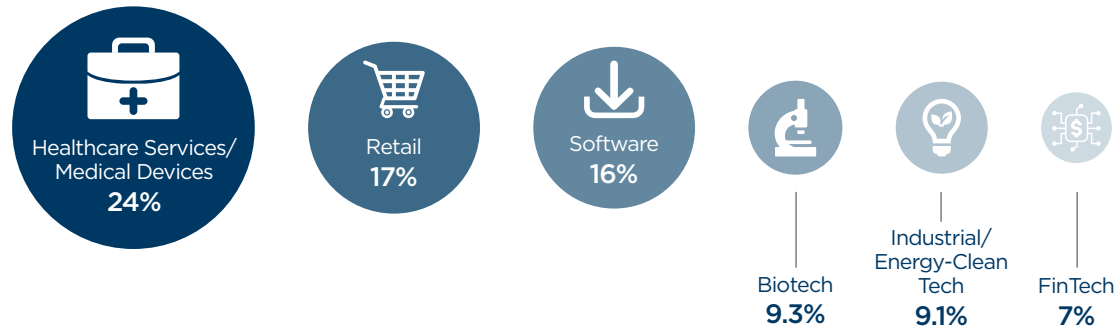 Healthcare Services/
Medical Devices
24%
Retail
17%
Software
16%
Biotech
9.3%
Industrial/
Energy-Clean
Tech
9.1%
$
FinTech
7%